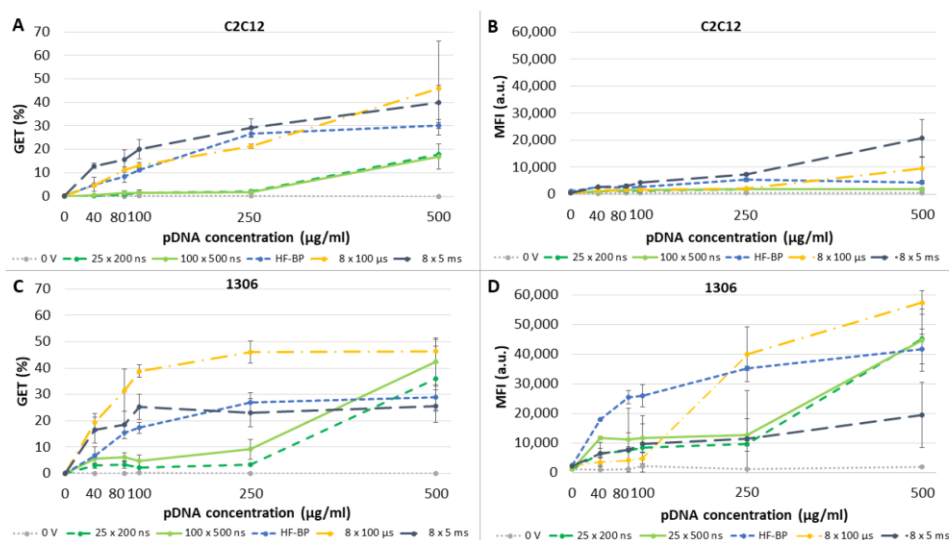 A
C2C12
GET (%)
70
60
50
40
30
20
10
0
0 40 80 100 250 500
pDNA concentration (µg/ml)
0 V 25 x 200 ns 100 x 500 ns HF-BP 8 x 100 µs 8 x 5 ms
B
C2C12
MFI (a.u.)
60,000
50,000
40,000
30,000
20,000
10,000
0
0 40 80 100 250 500
pDNA concentration (µg/ml)
0 V 25 x 200 ns 100 x 500 ns HF-BP 8 x 100 µs 8 x 5 ms
C
1306
GET (%)
70
60
50
40
30
20
10
0
0 40 80 100 250 500
pDNA concentration (µg/ml)
0 V 25 x 200 ns 100 x 500 ns HF-BP 8 x 100 µs 8 x 5 ms
D
1306
MFI (a.u.)
60,000
50,000
40,000
30,000
20,000
10,000
0
0 40 80 100 250 500
pDNA concentration (µg/ml)
0 V 25 x 200 ns 25 x 500 ns HF-BP 8 x 100 µs 8 x 5 ms